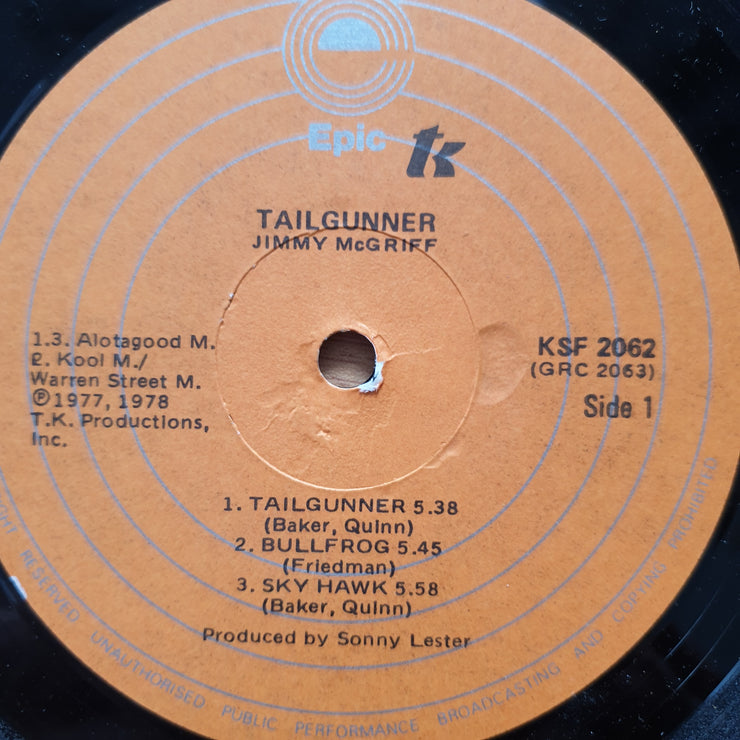 Epic tk
TAILGUNNER
JIMMY McGRIFF
1.3. Alotagood M.
2. Kool M./
Warren Street M.
℗1977, 1978
T.K. Productions,
Inc.
KSF 2062
(GRC 2063)
Side 1
1. TAILGUNNER 5.38
(Baker, Quinn)
2. BULLFROG 5.45
(Friedman)
3. SKY HAWK 5.58
(Baker, Quinn)
Produced by Sonny Lester
RESERVED UNAUTHORISED PUBLIC PERFORMANCE BROADCASTING AND COPYING PROHIBITED